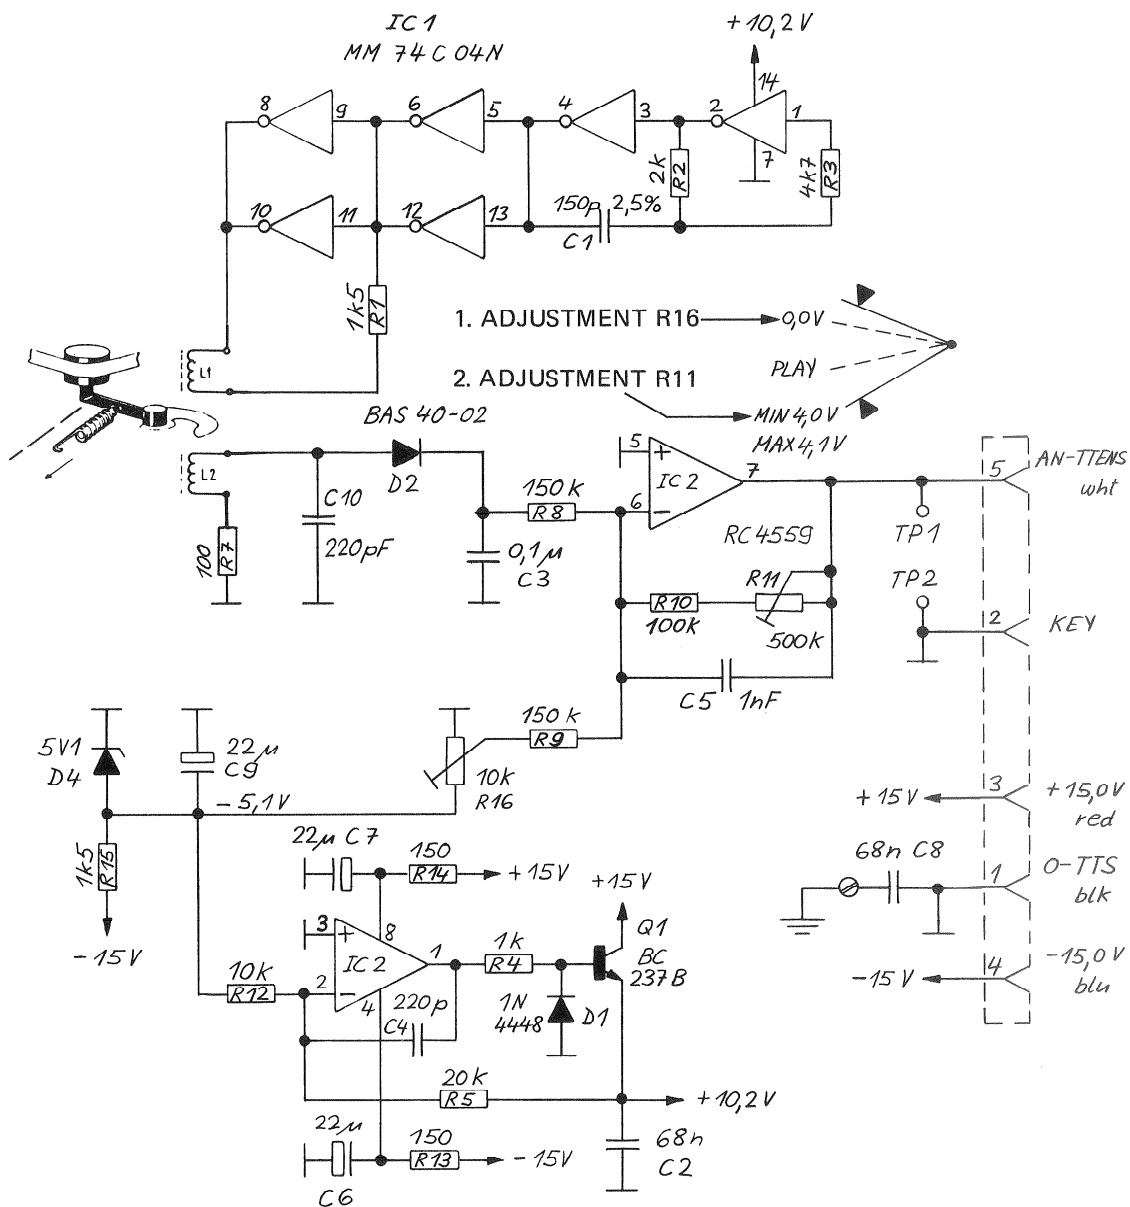 IC1
MM 74C04N
+10,2V
14
8
9
6
5
4
3
2
1
7
2k
R2
4k7
R3
10
11
12
13
150p
2,5%
C1
1k5
R1
1. ADJUSTMENT R16
0,0V
PLAY
2. ADJUSTMENT R11
MIN 4,0V
MAX 4,1V
L1
BAS 40-02
L2
D2
C10
220pF
100
R7
150k
R8
0,1µ
C3
5
+
IC2
7
6
−
RC4559
R11
R10
100k
500k
C5
1nF
TP1
TP2
5
AN-TTENS
wht
2
KEY
150k
R9
5V1
D4
22µ
C9
10k
R16
-5,1V
1k5
R15
-15V
3
+15V
+15,0V
red
22µ C7
150
R14
+15V
+15V
68n C8
1
0-TTS
blk
3
+
8
IC2
1
1k
R4
Q1
BC
237B
10k
R12
2
−
4
220p
C4
1N
4448
D1
-15V
4
-15,0V
blu
20k
R5
+10,2V
22µ
C6
150
R13
-15V
68n
C2